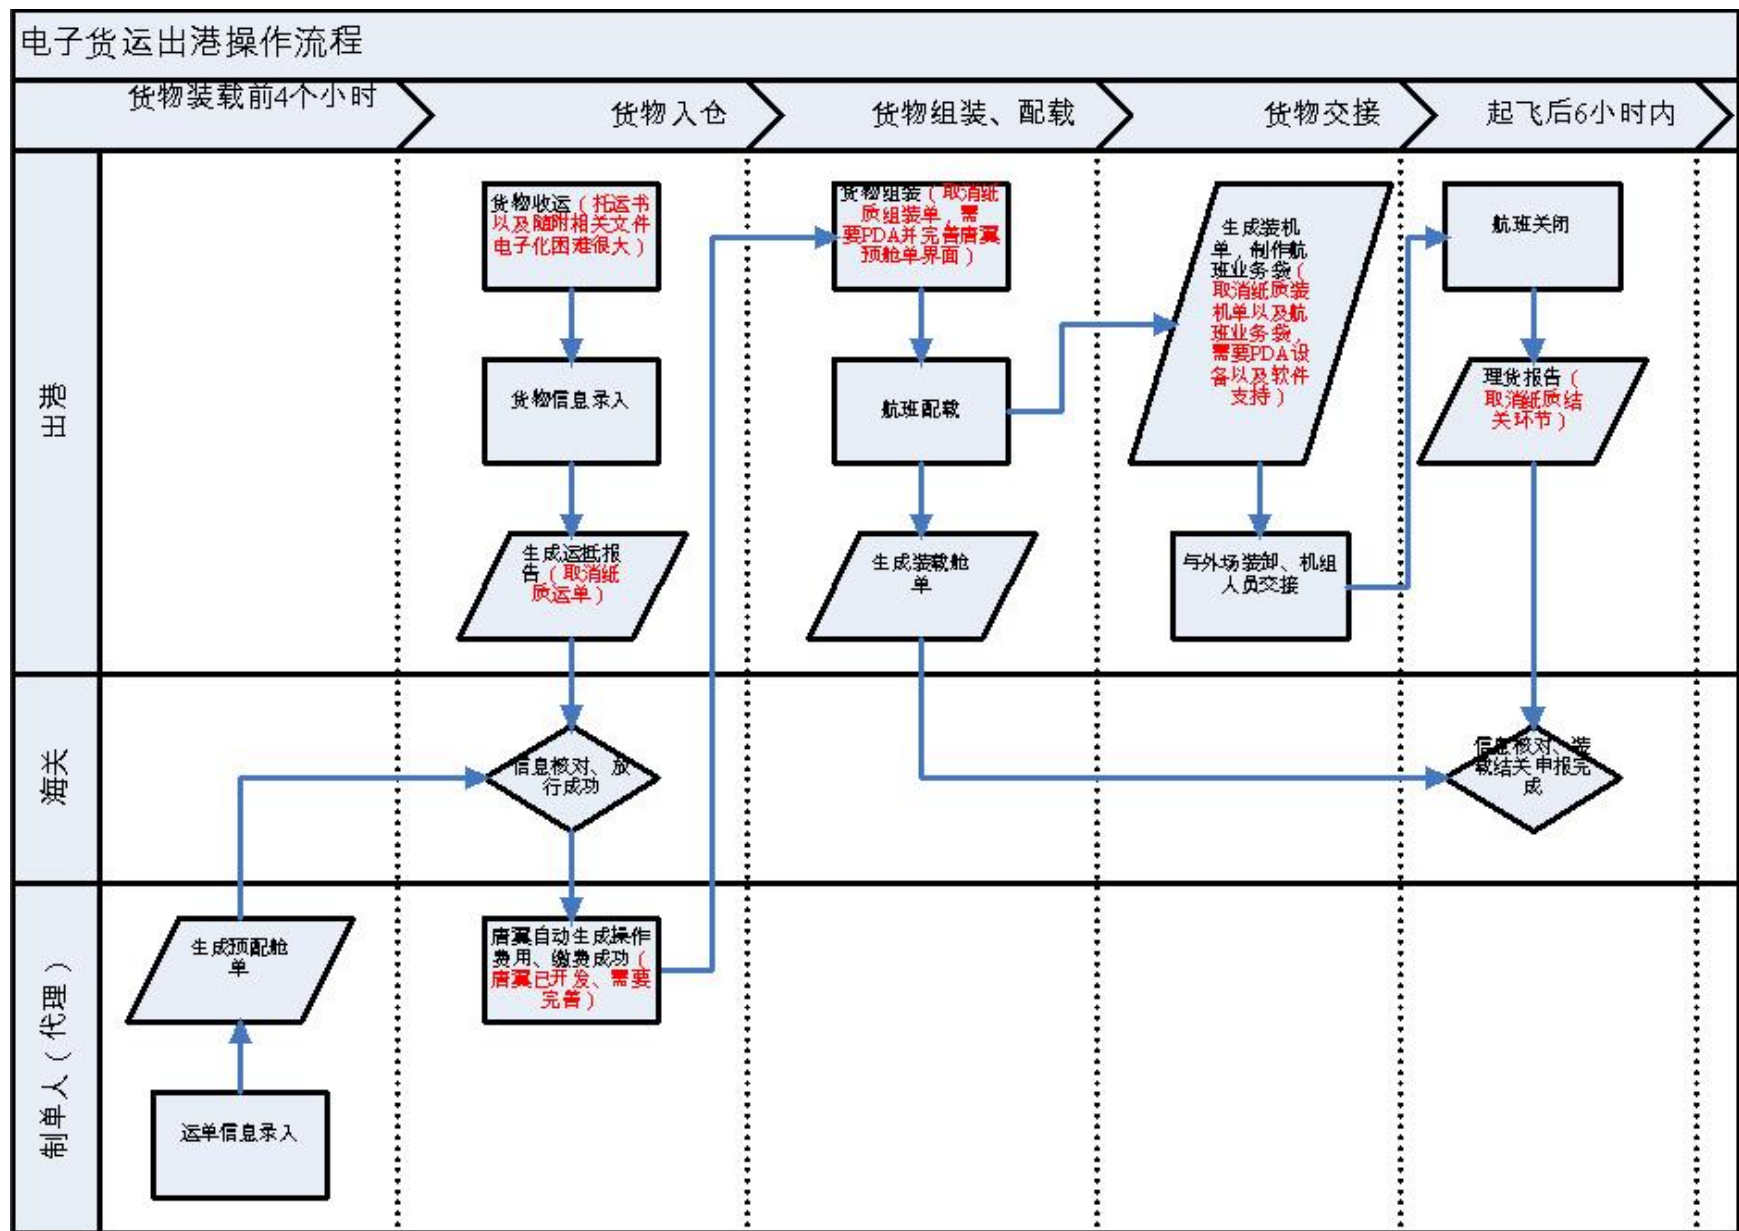 电子货运出港操作流程
货物装载前4个小时
货物入仓
货物组装、配载
货物交接
起飞后6小时内
出港
货物收运（托运书
以及随附相关文件
电子化困难很大）
货物信息录入
生成运抵报
告（取消纸
质运单）
货物组装（取消纸
质组装单，需
要PDA并完善唐翼
预舱单界面）
航班配载
生成装载舱
单
生成装机
单，制作航
班业务袋（
取消纸质装
机单以及航
班业务袋，
需要PDA设
备以及软件
支持）
与外场装卸、机组
人员交接
航班关闭
理货报告（
取消纸质结
关环节）
海关
信息核对、放
行成功
信息核对、装
载结关申报完
成
制单人（代理）
生成预配舱
单
运单信息录入
唐翼自动生成操作
费用、缴费成功（
唐翼已开发、需要
完善）